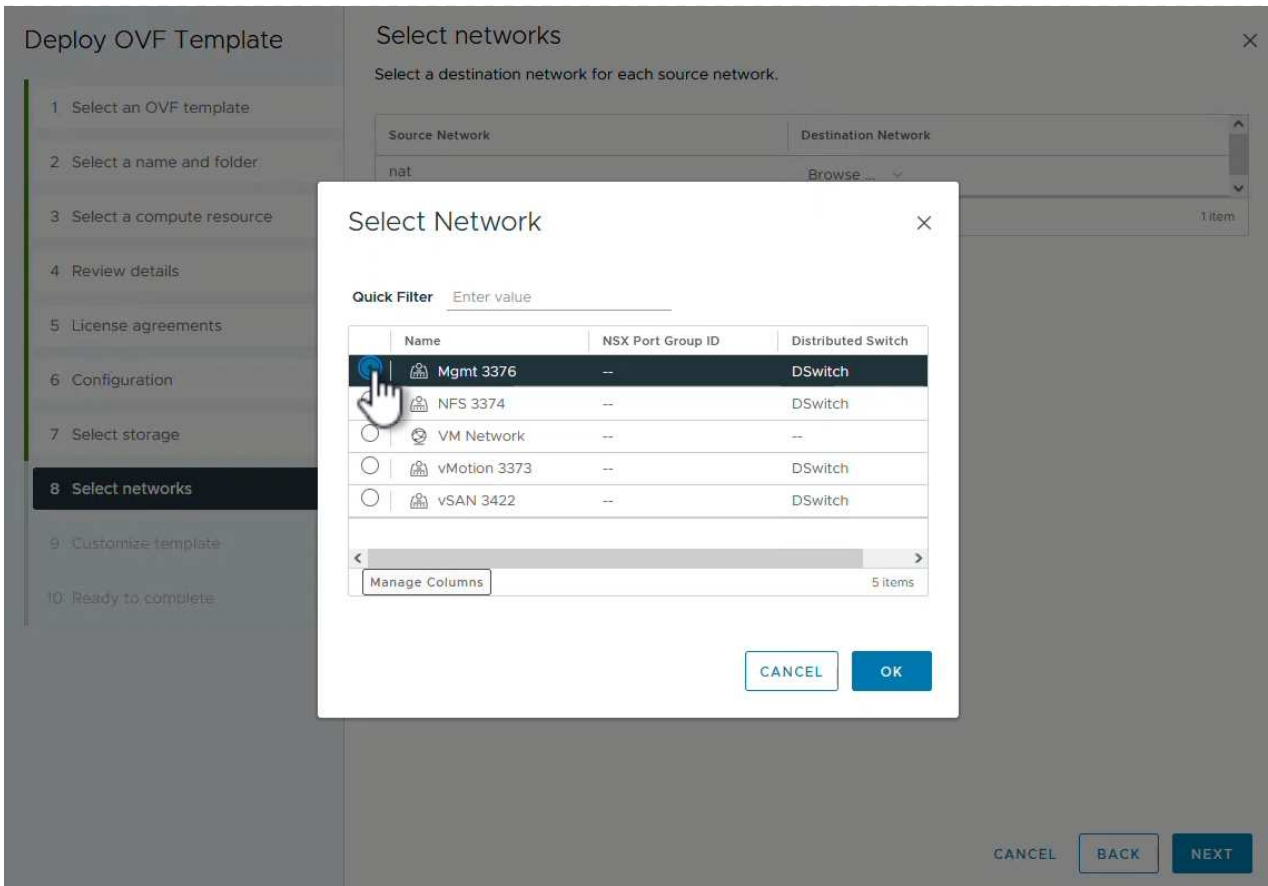 Deploy OVF Template
1 Select an OVF template
2 Select a name and folder
3 Select a compute resource
4 Review details
5 License agreements
6 Configuration
7 Select storage
8 Select networks
9 Customize template
10 Ready to complete
Select networks
Select a destination network for each source network.
Source Network Destination Network
nat Browse ...
1 item
Select Network
Quick Filter Enter value
Name NSX Port Group ID Distributed Switch
Mgmt 3376 -- DSwitch
NFS 3374 -- DSwitch
VM Network -- --
vMotion 3373 -- DSwitch
vSAN 3422 -- DSwitch
Manage Columns 5 items
CANCEL OK
CANCEL BACK NEXT